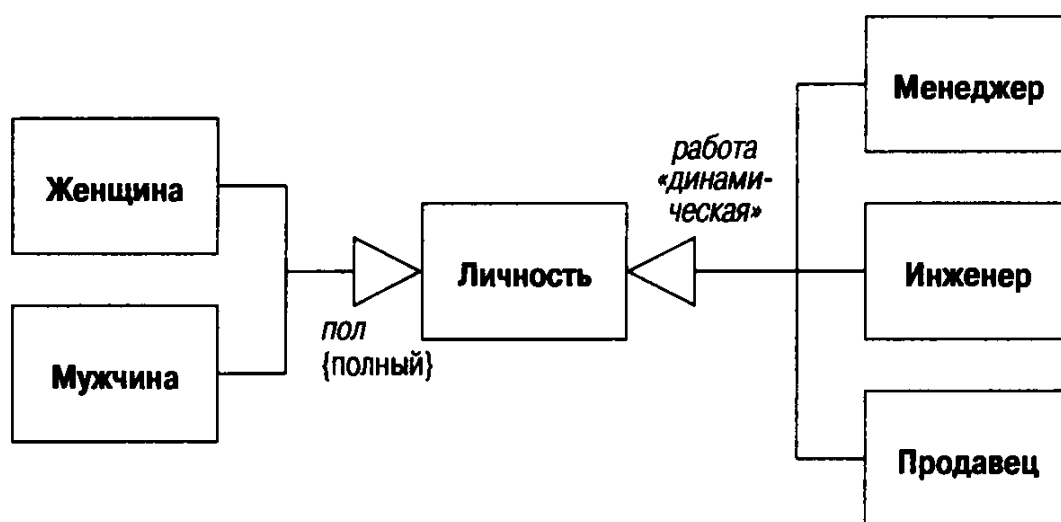 Женщина
Мужчина
пол
{полный}
Личность
работа
«динами-
ческая»
Менеджер
Инженер
Продавец